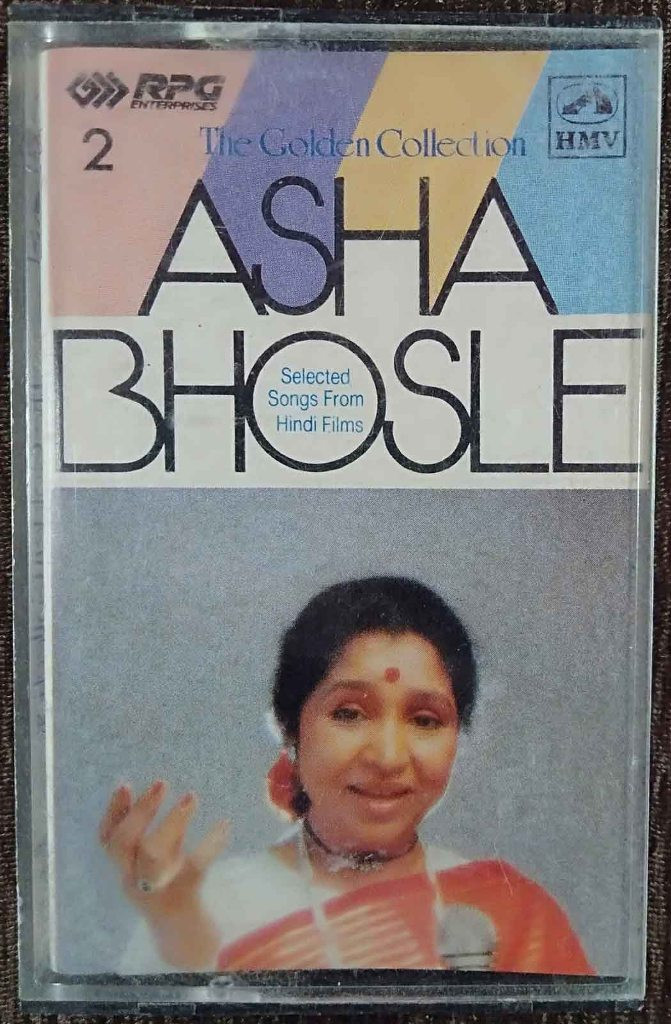 RPG
ENTERPRISES
HMV
2
The Golden Collection
ASHA
BHOSLE
Selected
Songs From
Hindi Films